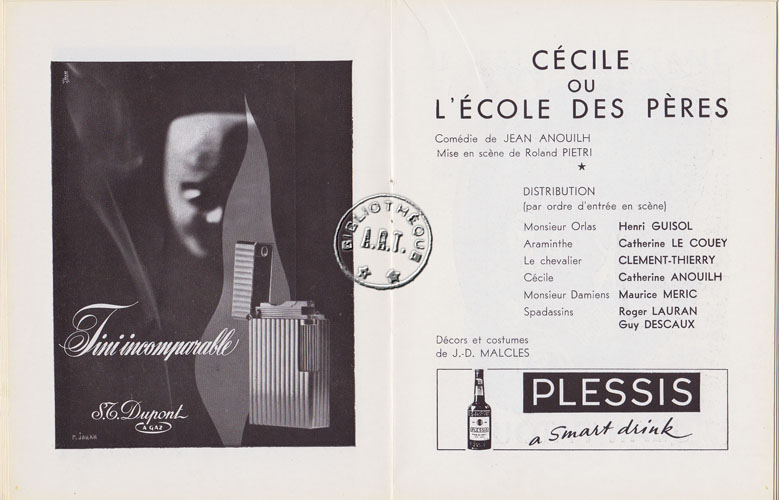 Fini incomparable
S.T. Dupont
A GAZ
P. JAHAN
BIBLIOTHÈQUE
A.R.T.
CÉCILE
OU
L'ÉCOLE DES PÈRES
Comédie de JEAN ANOUILH
Mise en scène de Roland PIETRI
DISTRIBUTION
(par ordre d'entrée en scène)
Monsieur Orlas Henri GUISOL
Araminthe Catherine LE COUEY
Le chevalier CLEMENT-THIERRY
Cécile Catherine ANOUILH
Monsieur Damiens Maurice MERIC
Spadassins Roger LAURAN
Guy DESCAUX
Décors et costumes
de J.-D. MALCLES
PLESSIS
PLESSIS
a smart drink